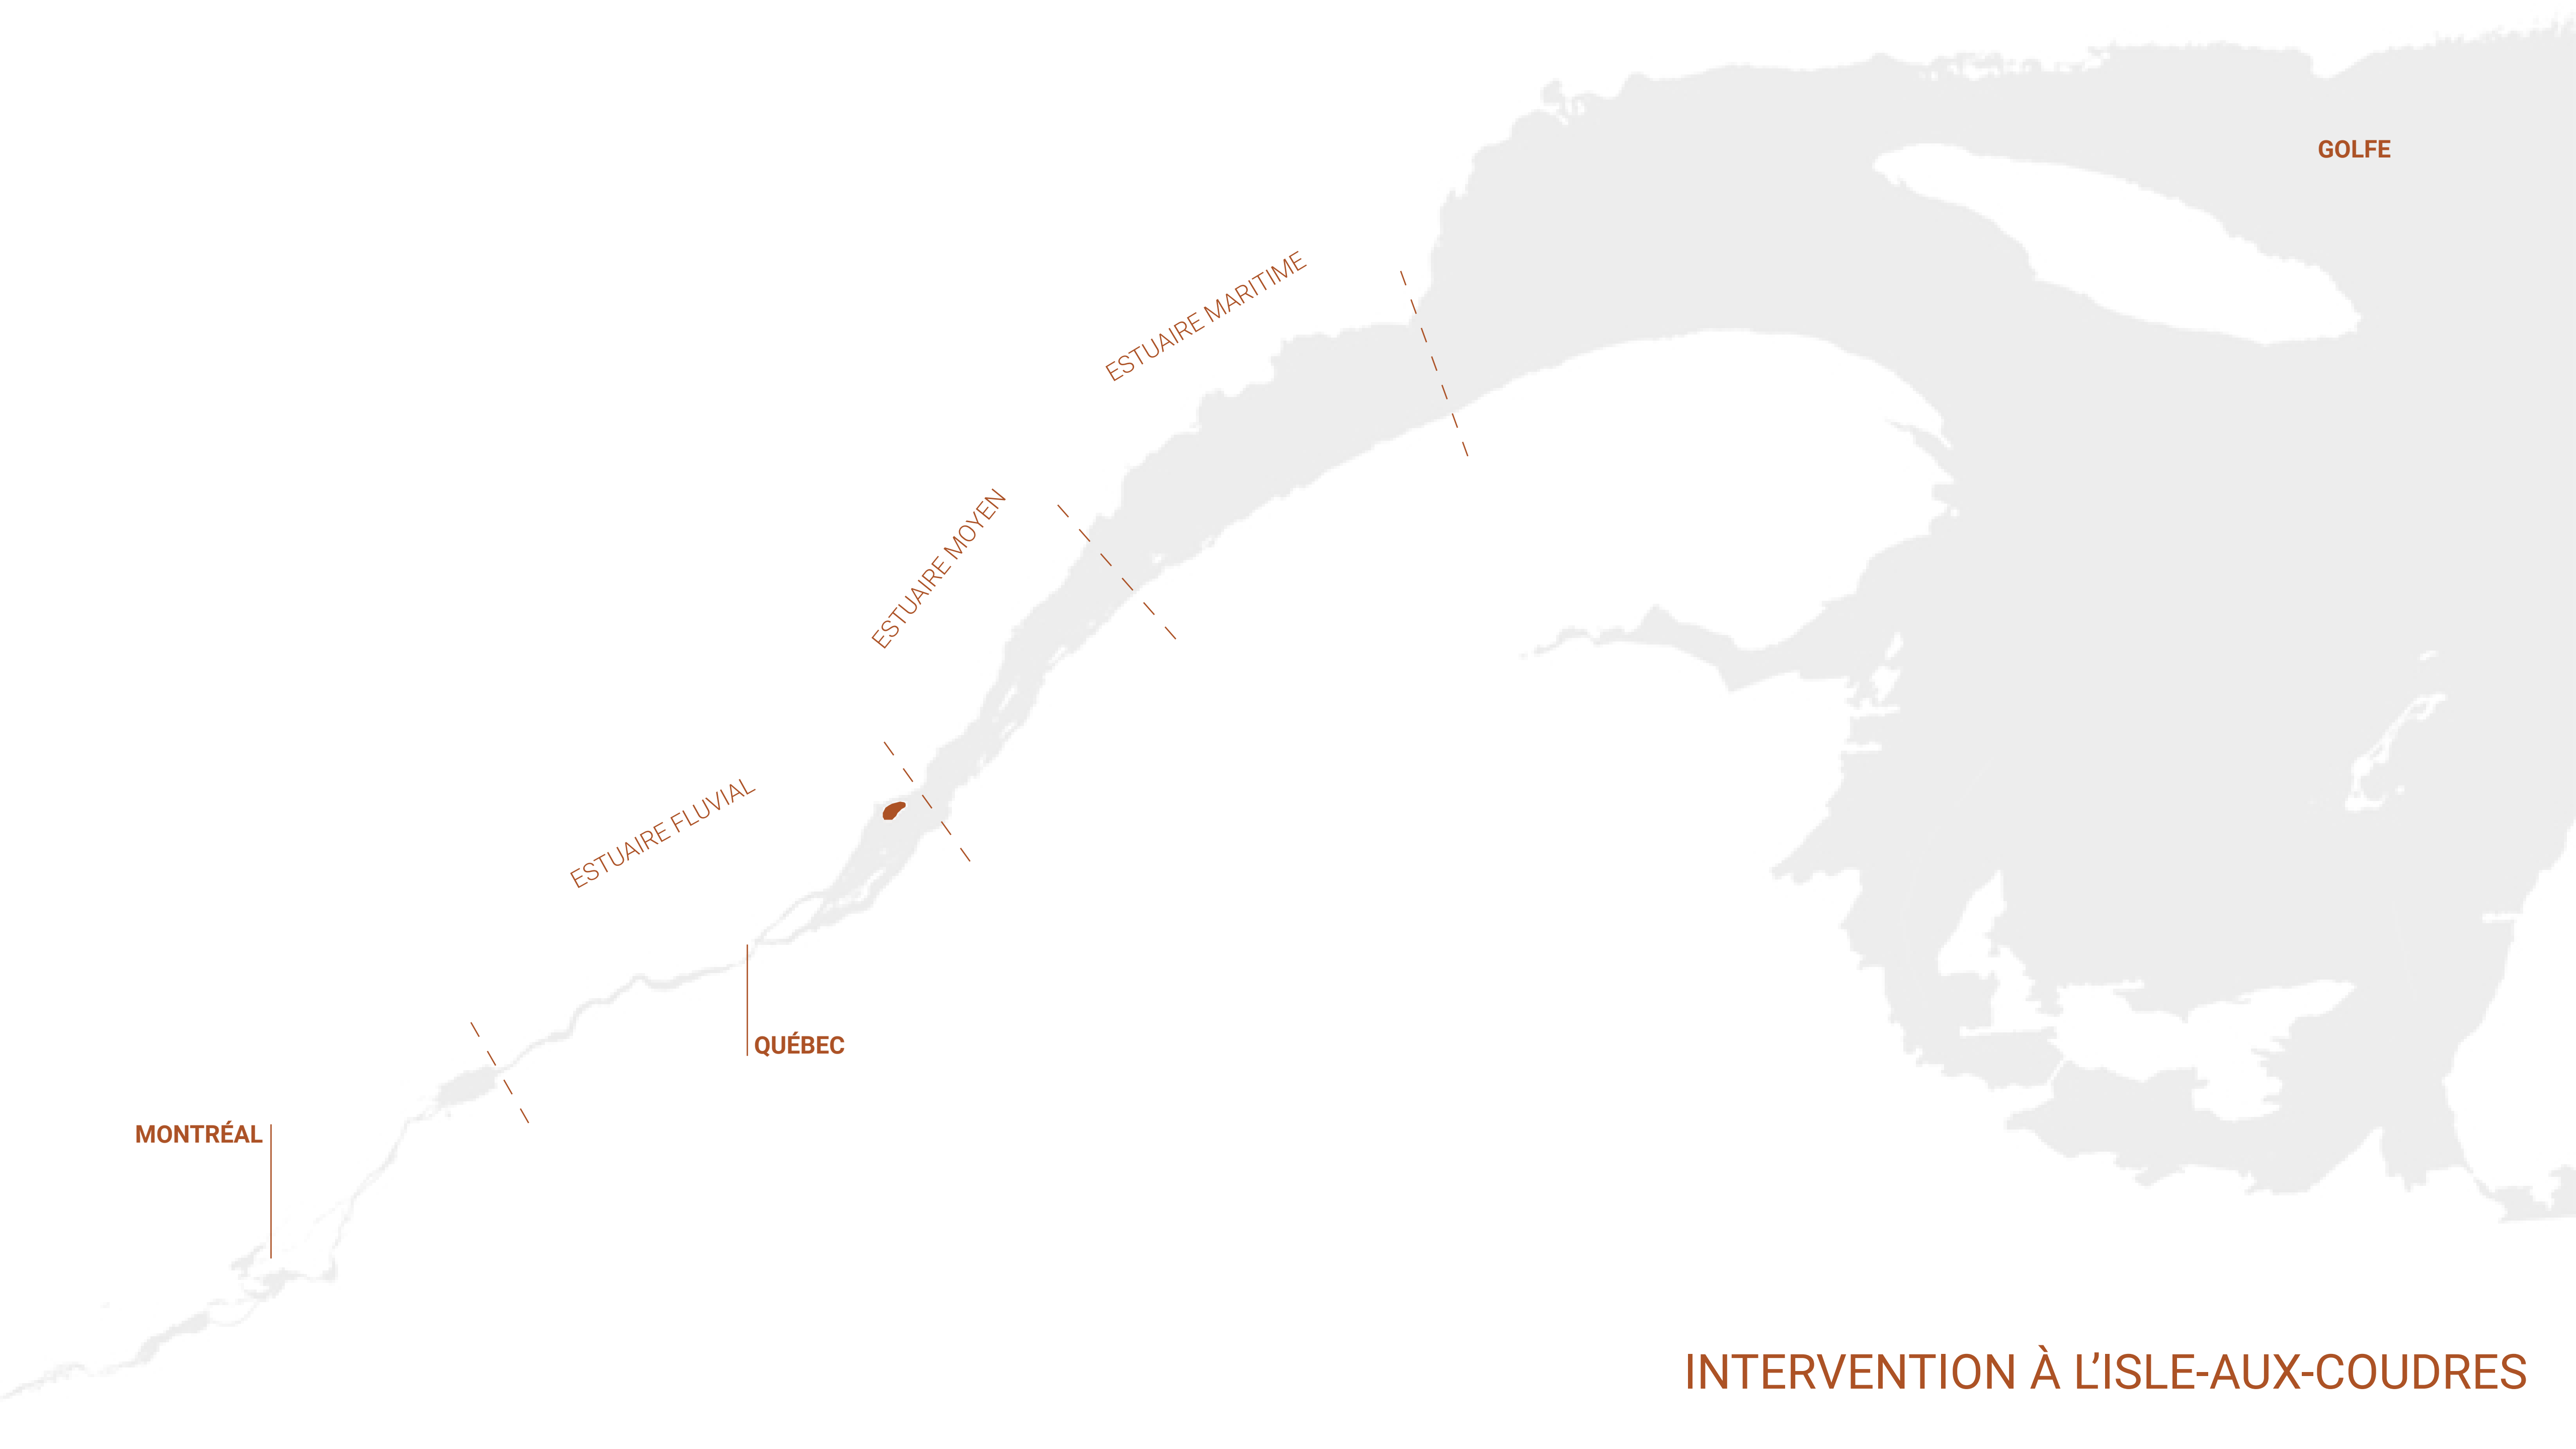 GOLFE
ESTUAIRE MARITIME
ESTUAIRE MOYEN
ESTUAIRE FLUVIAL
QUÉBEC
MONTRÉAL
INTERVENTION À L’ISLE-AUX-COUDRES